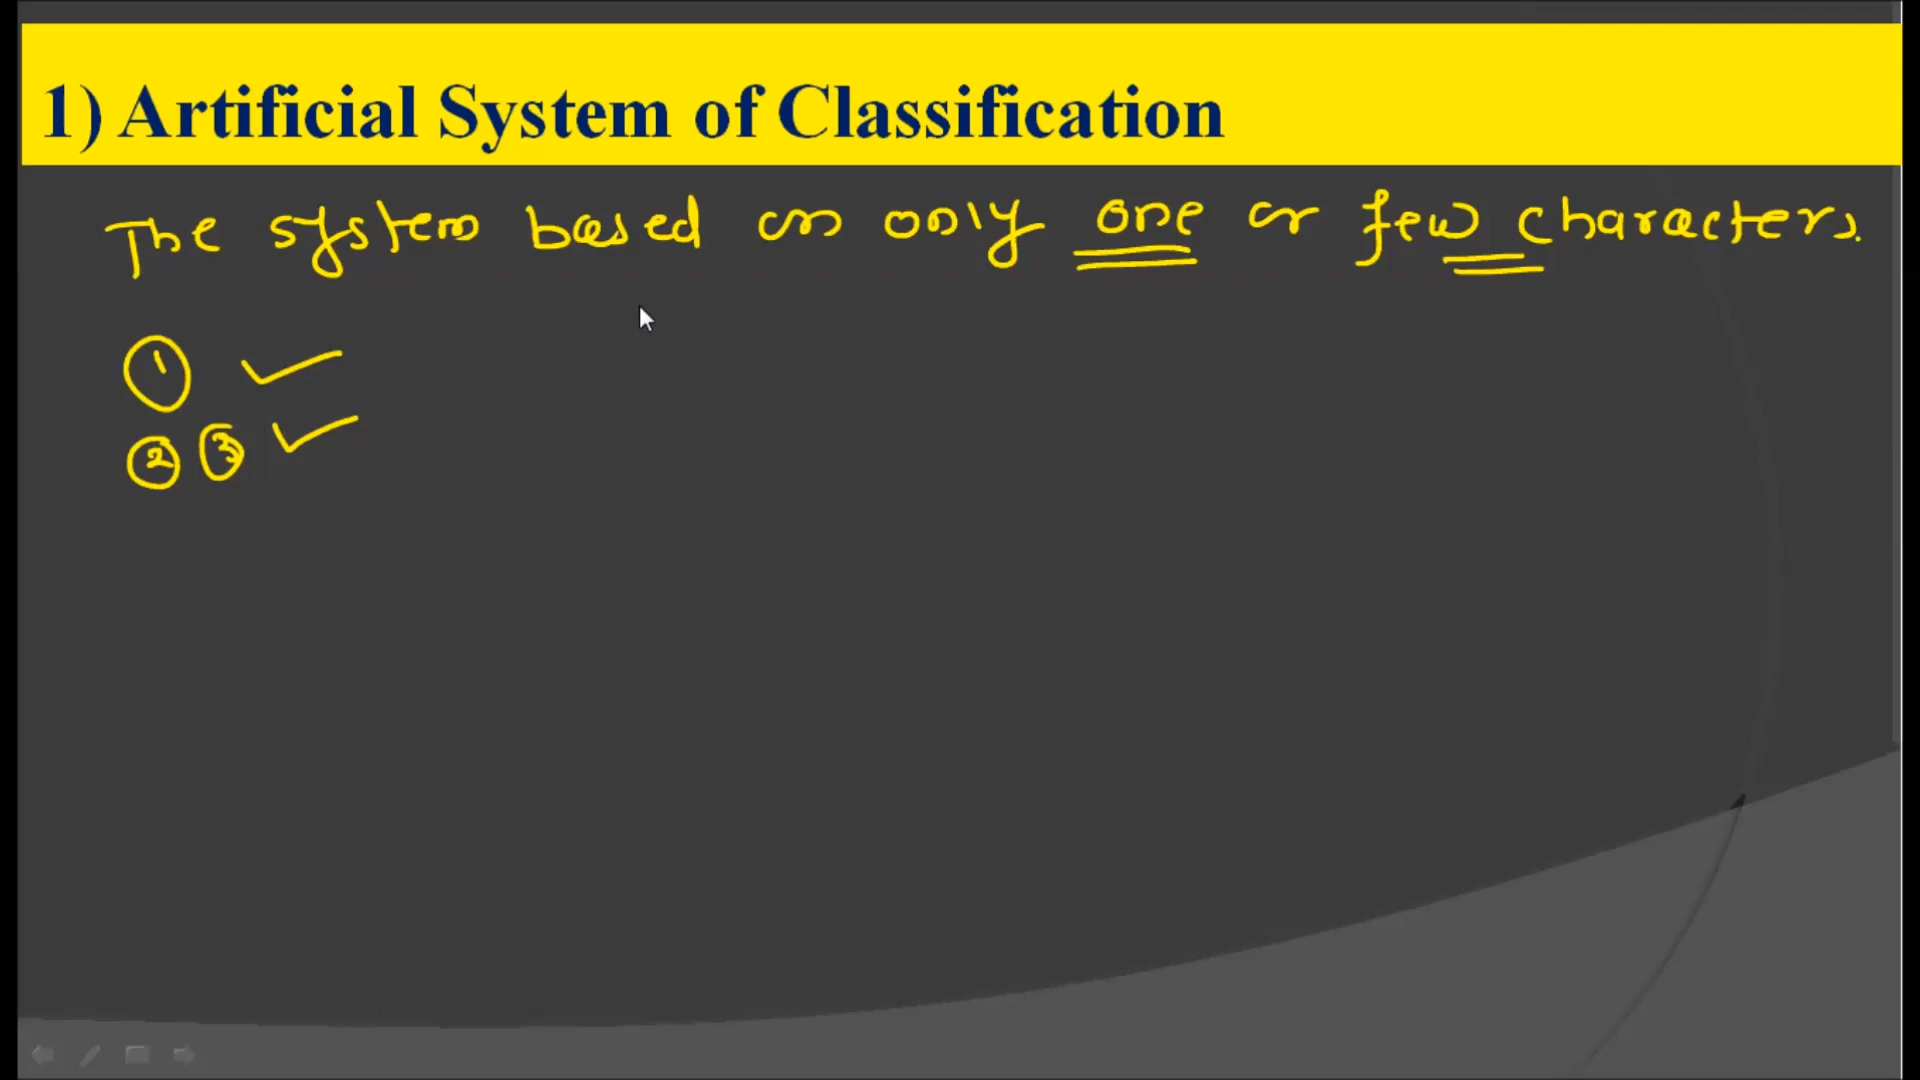 1) Artificial System of Classification
The system based on only one or few characters.
① ✓
② ③ ✓